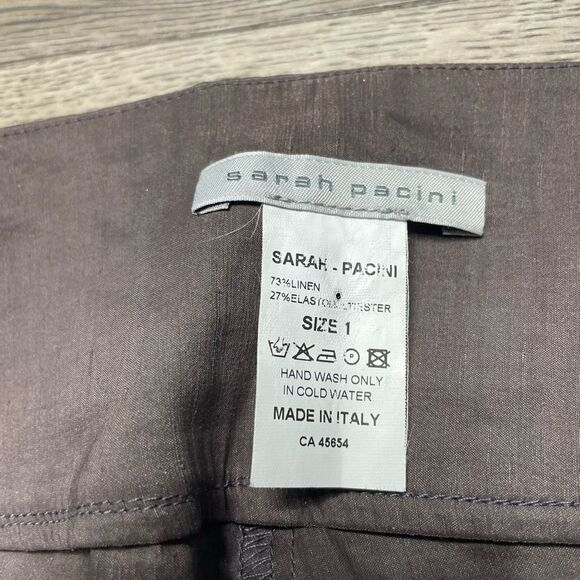 sarah pacini
SARAH - PACINI
73%LINEN
27%ELASTOMULTIESTER
SIZE 1
HAND WASH ONLY
IN COLD WATER
MADE IN ITALY
CA 45654